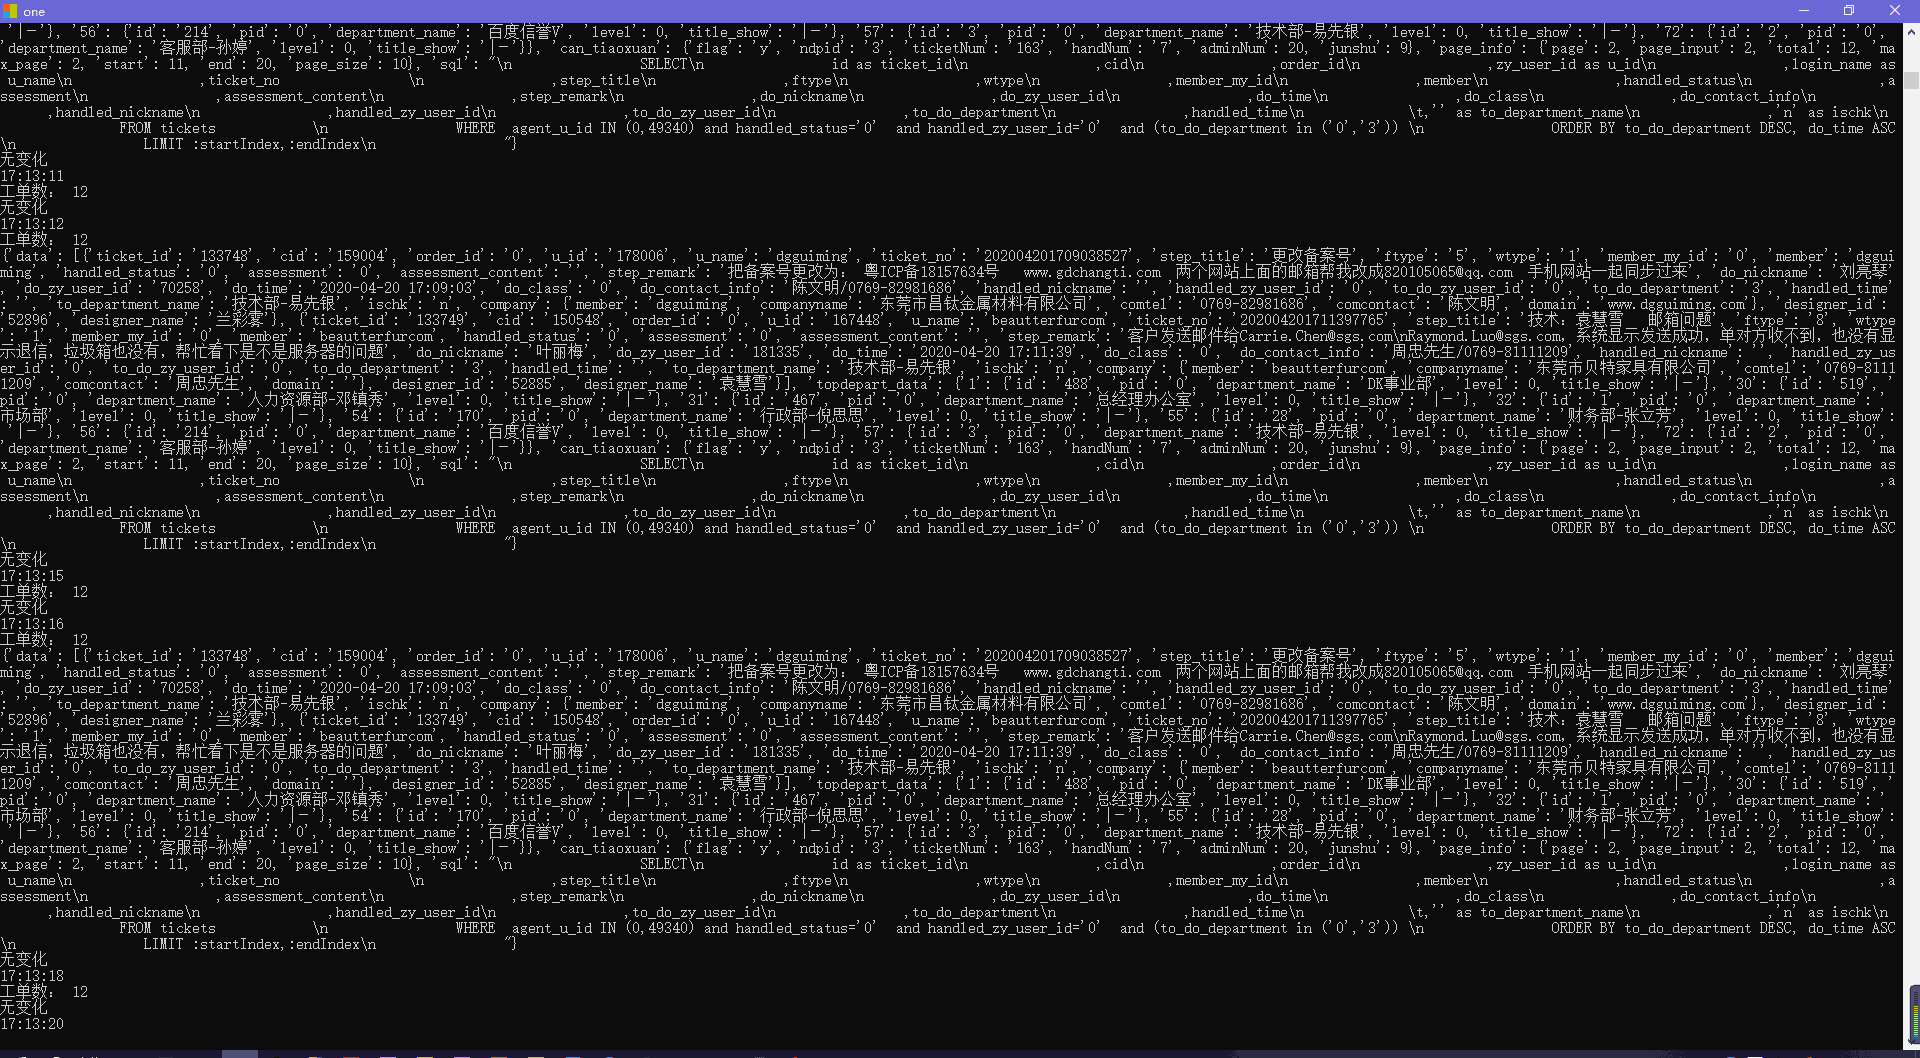 one
 '|—'}, '56': {'id': '214', 'pid': '0', 'department_name': '百度信誉V', 'level': 0, 'title_show': '|—'}, '57': {'id': '3', 'pid': '0', 'department_name': '技术部-易先银', 'level': 0, 'title_show': '|—'}, '72': {'id': '2', 'pid': '0',
'department_name': '客服部-孙婷', 'level': 0, 'title_show': '|—'}}, 'can_tiaoxuan': {'flag': 'y', 'ndpid': '3', 'ticketNum': '163', 'handNum': '7', 'adminNum': 20, 'junshu': 9}, 'page_info': {'page': 2, 'page_input': 2, 'total': 12, 'ma
x_page': 2, 'start': 11, 'end': 20, 'page_size': 10}, 'sql': "\n SELECT\n id as ticket_id\n ,cid\n ,order_id\n ,zy_user_id as u_id\n ,login_name as
 u_name\n ,ticket_no \n ,step_title\n ,ftype\n ,wtype\n ,member_my_id\n ,member\n ,handled_status\n ,a
ssessment\n ,assessment_content\n ,step_remark\n ,do_nickname\n ,do_zy_user_id\n ,do_time\n ,do_class\n ,do_contact_info\n
 ,handled_nickname\n ,handled_zy_user_id\n ,to_do_zy_user_id\n ,to_do_department\n ,handled_time\n \t,'' as to_department_name\n ,'n' as ischk\n
 FROM tickets \n WHERE agent_u_id IN (0,49340) and handled_status='0' and handled_zy_user_id='0' and (to_do_department in ('0','3')) \n ORDER BY to_do_department DESC, do_time ASC
\n LIMIT :startIndex,:endIndex\n "}
无变化
17:13:11
工单数: 12
无变化
17:13:12
工单数: 12
{'data': [{'ticket_id': '133748', 'cid': '159004', 'order_id': '0', 'u_id': '178006', 'u_name': 'dgguiming', 'ticket_no': '202004201709038527', 'step_title': '更改备案号', 'ftype': '5', 'wtype': '1', 'member_my_id': '0', 'member': 'dggui
ming', 'handled_status': '0', 'assessment': '0', 'assessment_content': '', 'step_remark': '把备案号更改为: 粤ICP备18157634号 www.gdchangti.com 两个网站上面的邮箱帮我改成820105065@qq.com 手机网站一起同步过来', 'do_nickname': '刘亮琴'
, 'do_zy_user_id': '70258', 'do_time': '2020-04-20 17:09:03', 'do_class': '0', 'do_contact_info': '陈文明/0769-82981686', 'handled_nickname': '', 'handled_zy_user_id': '0', 'to_do_zy_user_id': '0', 'to_do_department': '3', 'handled_time'
: '', 'to_department_name': '技术部-易先银', 'ischk': 'n', 'company': {'member': 'dgguiming', 'companyname': '东莞市昌钛金属材料有限公司', 'comtel': '0769-82981686', 'comcontact': '陈文明', 'domain': 'www.dgguiming.com'}, 'designer_id':
'52896', 'designer_name': '兰彩雾'}, {'ticket_id': '133749', 'cid': '150548', 'order_id': '0', 'u_id': '167448', 'u_name': 'beautterfurcom', 'ticket_no': '202004201711397765', 'step_title': '技术: 袁慧雪 邮箱问题', 'ftype': '8', 'wtype
': '1', 'member_my_id': '0', 'member': 'beautterfurcom', 'handled_status': '0', 'assessment': '0', 'assessment_content': '', 'step_remark': '客户发送邮件给Carrie.Chen@sgs.com\nRaymond.Luo@sgs.com，系统显示发送成功，单对方收不到，也没有显
示退信，垃圾箱也没有，帮忙看下是不是服务器的问题', 'do_nickname': '叶丽梅', 'do_zy_user_id': '181335', 'do_time': '2020-04-20 17:11:39', 'do_class': '0', 'do_contact_info': '周忠先生/0769-81111209', 'handled_nickname': '', 'handled_zy_us
er_id': '0', 'to_do_zy_user_id': '0', 'to_do_department': '3', 'handled_time': '', 'to_department_name': '技术部-易先银', 'ischk': 'n', 'company': {'member': 'beautterfurcom', 'companyname': '东莞市贝特家具有限公司', 'comtel': '0769-8111
1209', 'comcontact': '周忠先生', 'domain': ''}, 'designer_id': '52885', 'designer_name': '袁慧雪'}], 'topdepart_data': {'1': {'id': '488', 'pid': '0', 'department_name': 'DK事业部', 'level': 0, 'title_show': '|—'}, '30': {'id': '519', '
pid': '0', 'department_name': '人力资源部-邓镇秀', 'level': 0, 'title_show': '|—'}, '31': {'id': '467', 'pid': '0', 'department_name': '总经理办公室', 'level': 0, 'title_show': '|—'}, '32': {'id': '1', 'pid': '0', 'department_name': '
市场部', 'level': 0, 'title_show': '|—'}, '54': {'id': '170', 'pid': '0', 'department_name': '行政部-倪思思', 'level': 0, 'title_show': '|—'}, '55': {'id': '28', 'pid': '0', 'department_name': '财务部-张立芳', 'level': 0, 'title_show':
 '|—'}, '56': {'id': '214', 'pid': '0', 'department_name': '百度信誉V', 'level': 0, 'title_show': '|—'}, '57': {'id': '3', 'pid': '0', 'department_name': '技术部-易先银', 'level': 0, 'title_show': '|—'}, '72': {'id': '2', 'pid': '0',
'department_name': '客服部-孙婷', 'level': 0, 'title_show': '|—'}}, 'can_tiaoxuan': {'flag': 'y', 'ndpid': '3', 'ticketNum': '163', 'handNum': '7', 'adminNum': 20, 'junshu': 9}, 'page_info': {'page': 2, 'page_input': 2, 'total': 12, 'ma
x_page': 2, 'start': 11, 'end': 20, 'page_size': 10}, 'sql': "\n SELECT\n id as ticket_id\n ,cid\n ,order_id\n ,zy_user_id as u_id\n ,login_name as
 u_name\n ,ticket_no \n ,step_title\n ,ftype\n ,wtype\n ,member_my_id\n ,member\n ,handled_status\n ,a
ssessment\n ,assessment_content\n ,step_remark\n ,do_nickname\n ,do_zy_user_id\n ,do_time\n ,do_class\n ,do_contact_info\n
 ,handled_nickname\n ,handled_zy_user_id\n ,to_do_zy_user_id\n ,to_do_department\n ,handled_time\n \t,'' as to_department_name\n ,'n' as ischk\n
 FROM tickets \n WHERE agent_u_id IN (0,49340) and handled_status='0' and handled_zy_user_id='0' and (to_do_department in ('0','3')) \n ORDER BY to_do_department DESC, do_time ASC
\n LIMIT :startIndex,:endIndex\n "}
无变化
17:13:15
工单数: 12
无变化
17:13:16
工单数: 12
{'data': [{'ticket_id': '133748', 'cid': '159004', 'order_id': '0', 'u_id': '178006', 'u_name': 'dgguiming', 'ticket_no': '202004201709038527', 'step_title': '更改备案号', 'ftype': '5', 'wtype': '1', 'member_my_id': '0', 'member': 'dggui
ming', 'handled_status': '0', 'assessment': '0', 'assessment_content': '', 'step_remark': '把备案号更改为: 粤ICP备18157634号 www.gdchangti.com 两个网站上面的邮箱帮我改成820105065@qq.com 手机网站一起同步过来', 'do_nickname': '刘亮琴'
, 'do_zy_user_id': '70258', 'do_time': '2020-04-20 17:09:03', 'do_class': '0', 'do_contact_info': '陈文明/0769-82981686', 'handled_nickname': '', 'handled_zy_user_id': '0', 'to_do_zy_user_id': '0', 'to_do_department': '3', 'handled_time'
: '', 'to_department_name': '技术部-易先银', 'ischk': 'n', 'company': {'member': 'dgguiming', 'companyname': '东莞市昌钛金属材料有限公司', 'comtel': '0769-82981686', 'comcontact': '陈文明', 'domain': 'www.dgguiming.com'}, 'designer_id':
'52896', 'designer_name': '兰彩雾'}, {'ticket_id': '133749', 'cid': '150548', 'order_id': '0', 'u_id': '167448', 'u_name': 'beautterfurcom', 'ticket_no': '202004201711397765', 'step_title': '技术: 袁慧雪 邮箱问题', 'ftype': '8', 'wtype
': '1', 'member_my_id': '0', 'member': 'beautterfurcom', 'handled_status': '0', 'assessment': '0', 'assessment_content': '', 'step_remark': '客户发送邮件给Carrie.Chen@sgs.com\nRaymond.Luo@sgs.com，系统显示发送成功，单对方收不到，也没有显
示退信，垃圾箱也没有，帮忙看下是不是服务器的问题', 'do_nickname': '叶丽梅', 'do_zy_user_id': '181335', 'do_time': '2020-04-20 17:11:39', 'do_class': '0', 'do_contact_info': '周忠先生/0769-81111209', 'handled_nickname': '', 'handled_zy_us
er_id': '0', 'to_do_zy_user_id': '0', 'to_do_department': '3', 'handled_time': '', 'to_department_name': '技术部-易先银', 'ischk': 'n', 'company': {'member': 'beautterfurcom', 'companyname': '东莞市贝特家具有限公司', 'comtel': '0769-8111
1209', 'comcontact': '周忠先生', 'domain': ''}, 'designer_id': '52885', 'designer_name': '袁慧雪'}], 'topdepart_data': {'1': {'id': '488', 'pid': '0', 'department_name': 'DK事业部', 'level': 0, 'title_show': '|—'}, '30': {'id': '519', '
pid': '0', 'department_name': '人力资源部-邓镇秀', 'level': 0, 'title_show': '|—'}, '31': {'id': '467', 'pid': '0', 'department_name': '总经理办公室', 'level': 0, 'title_show': '|—'}, '32': {'id': '1', 'pid': '0', 'department_name': '
市场部', 'level': 0, 'title_show': '|—'}, '54': {'id': '170', 'pid': '0', 'department_name': '行政部-倪思思', 'level': 0, 'title_show': '|—'}, '55': {'id': '28', 'pid': '0', 'department_name': '财务部-张立芳', 'level': 0, 'title_show':
 '|—'}, '56': {'id': '214', 'pid': '0', 'department_name': '百度信誉V', 'level': 0, 'title_show': '|—'}, '57': {'id': '3', 'pid': '0', 'department_name': '技术部-易先银', 'level': 0, 'title_show': '|—'}, '72': {'id': '2', 'pid': '0',
'department_name': '客服部-孙婷', 'level': 0, 'title_show': '|—'}}, 'can_tiaoxuan': {'flag': 'y', 'ndpid': '3', 'ticketNum': '163', 'handNum': '7', 'adminNum': 20, 'junshu': 9}, 'page_info': {'page': 2, 'page_input': 2, 'total': 12, 'ma
x_page': 2, 'start': 11, 'end': 20, 'page_size': 10}, 'sql': "\n SELECT\n id as ticket_id\n ,cid\n ,order_id\n ,zy_user_id as u_id\n ,login_name as
 u_name\n ,ticket_no \n ,step_title\n ,ftype\n ,wtype\n ,member_my_id\n ,member\n ,handled_status\n ,a
ssessment\n ,assessment_content\n ,step_remark\n ,do_nickname\n ,do_zy_user_id\n ,do_time\n ,do_class\n ,do_contact_info\n
 ,handled_nickname\n ,handled_zy_user_id\n ,to_do_zy_user_id\n ,to_do_department\n ,handled_time\n \t,'' as to_department_name\n ,'n' as ischk\n
 FROM tickets \n WHERE agent_u_id IN (0,49340) and handled_status='0' and handled_zy_user_id='0' and (to_do_department in ('0','3')) \n ORDER BY to_do_department DESC, do_time ASC
\n LIMIT :startIndex,:endIndex\n "}
无变化
17:13:18
工单数: 12
无变化
17:13:20